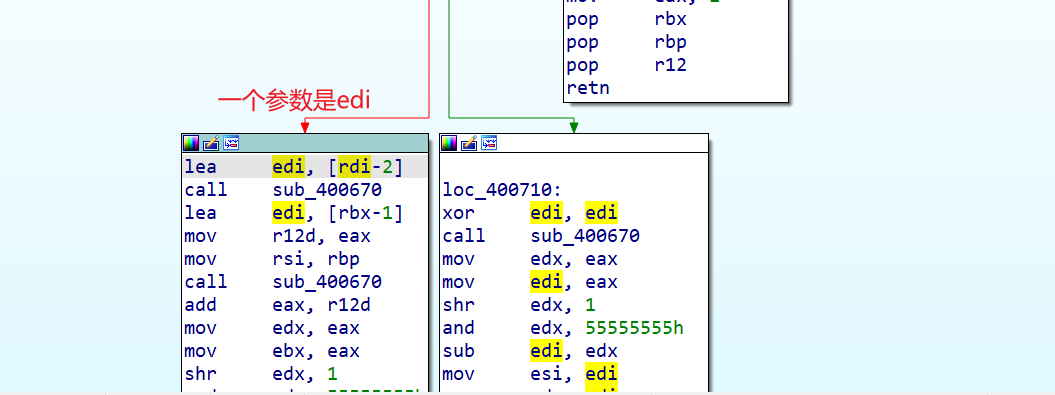 pop rbx
pop rbp
pop r12
retn
一个参数是edi
lea edi, [rdi-2]
call sub_400670
lea edi, [rbx-1]
mov r12d, eax
mov rsi, rbp
call sub_400670
add eax, r12d
mov edx, eax
mov ebx, eax
shr edx, 1
loc_400710:
xor edi, edi
call sub_400670
mov edx, eax
mov edi, eax
shr edx, 1
and edx, 55555555h
sub edi, edx
mov esi, edi